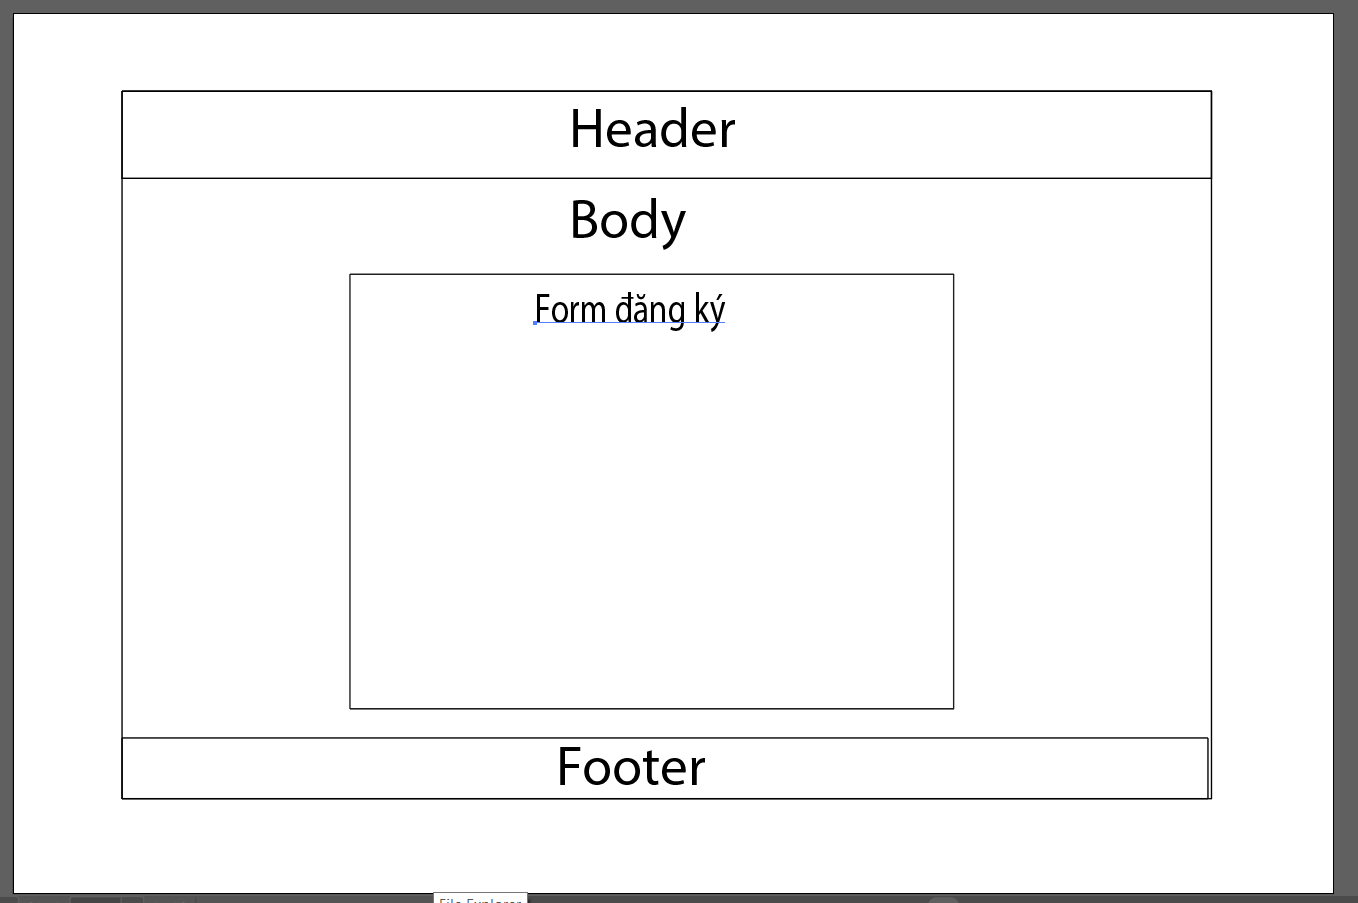 Header
Body
Form đăng ký
Footer